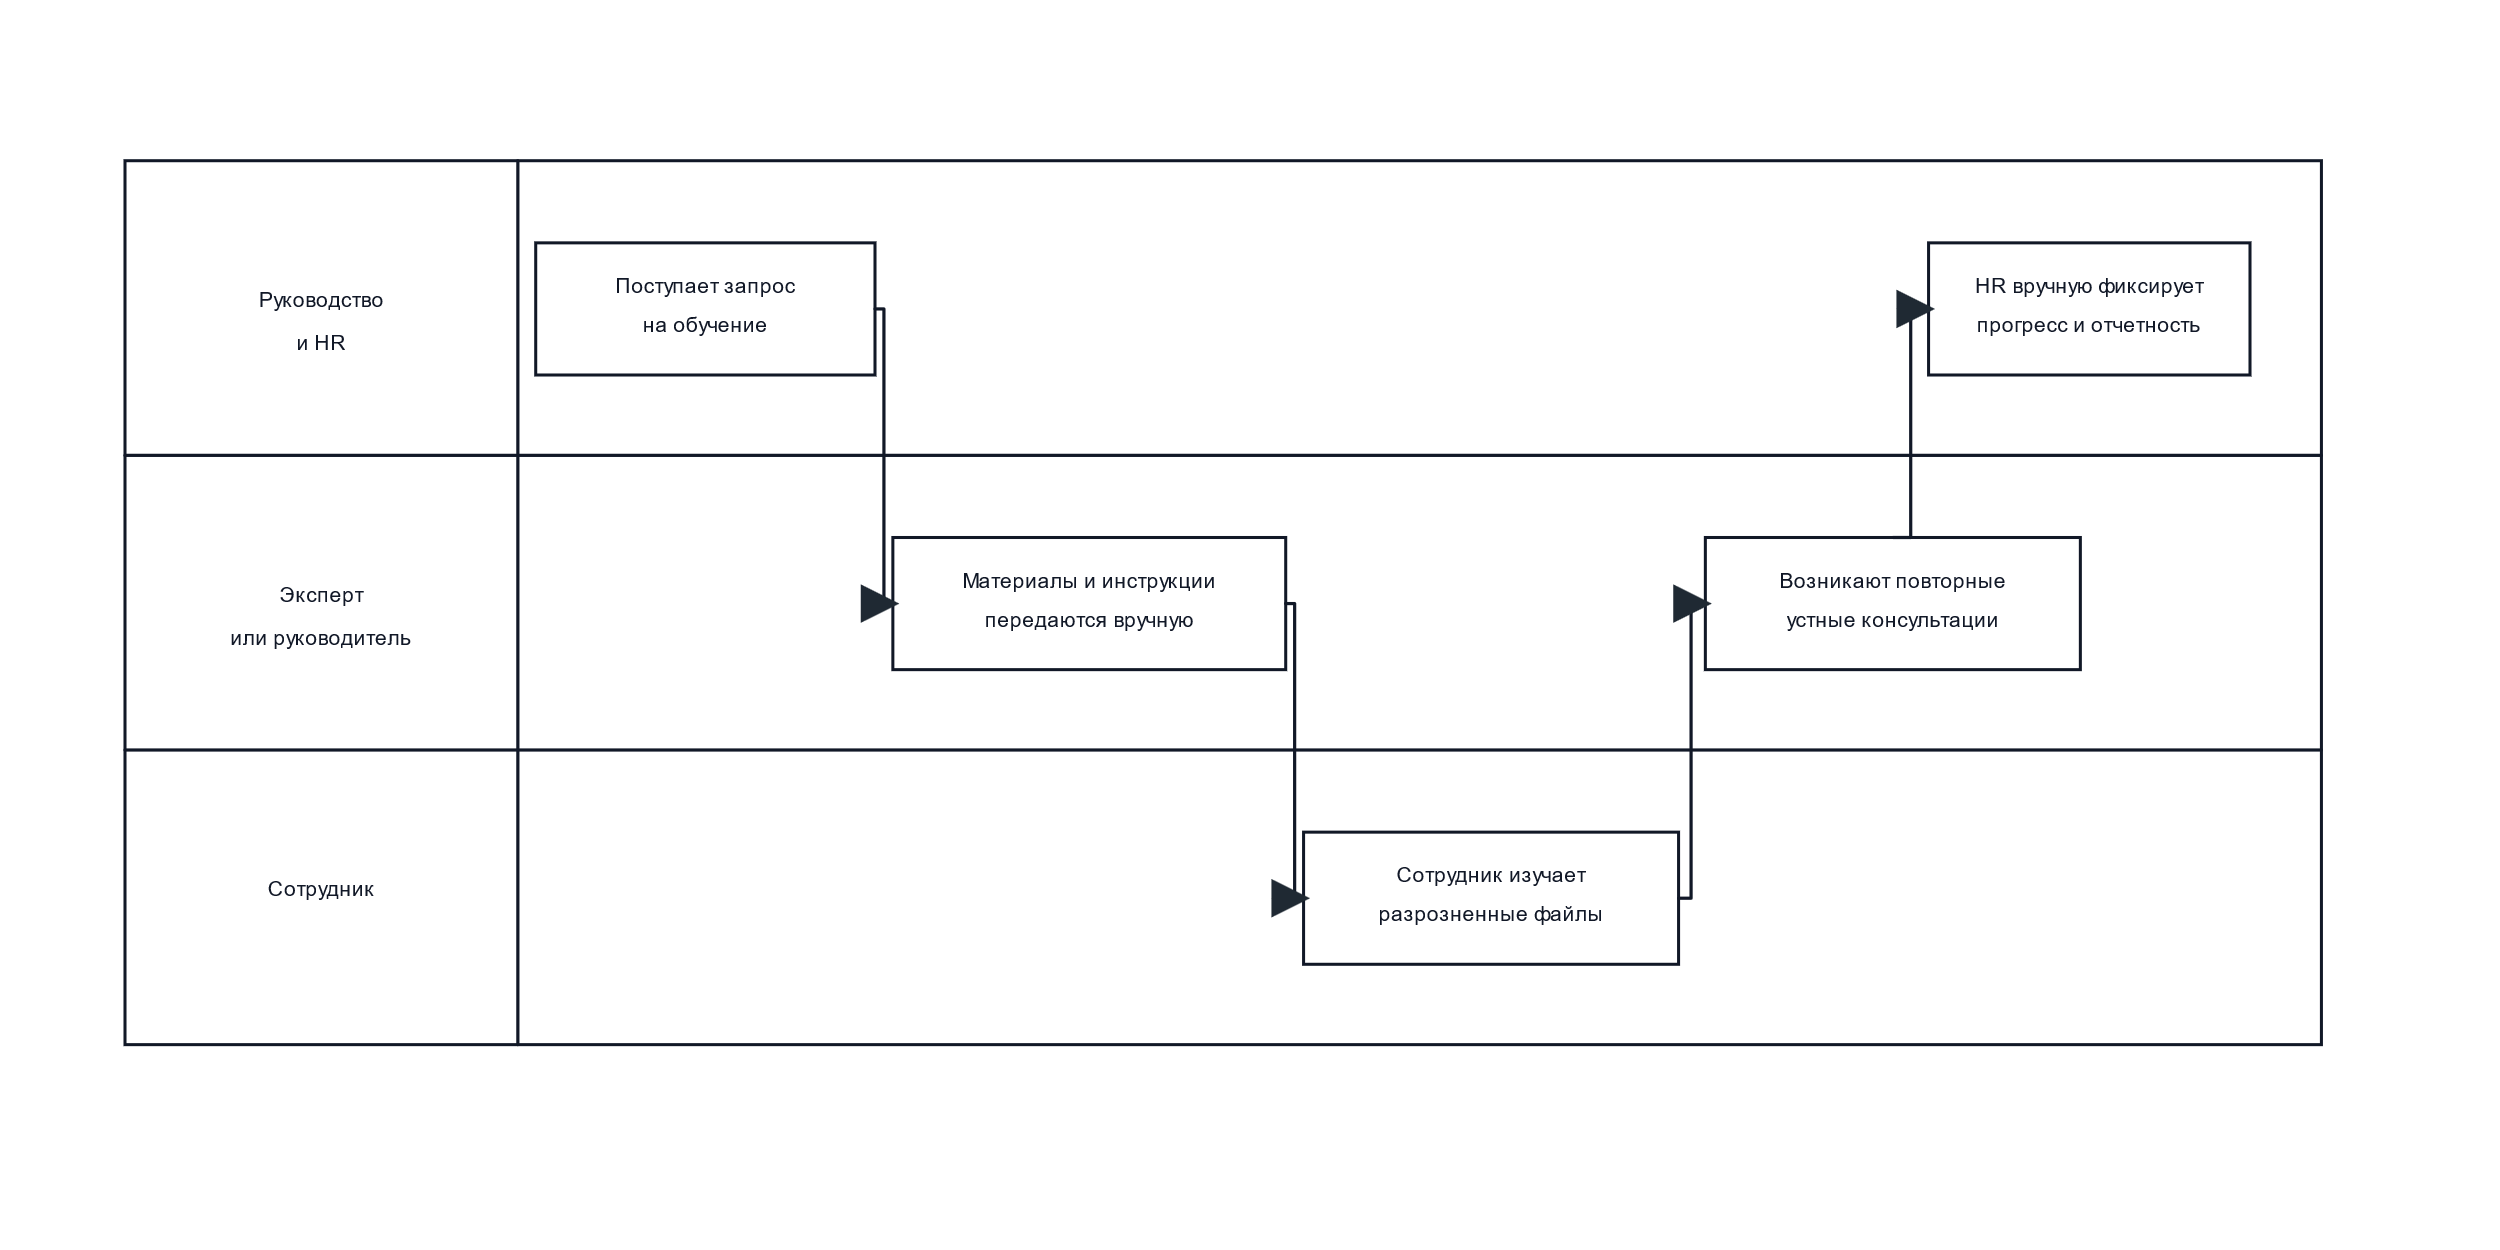 Руководство
и HR
Поступает запрос
на обучение
HR вручную фиксирует
прогресс и отчетность
Эксперт
или руководитель
Материалы и инструкции
передаются вручную
Возникают повторные
устные консультации
Сотрудник
Сотрудник изучает
разрозненные файлы